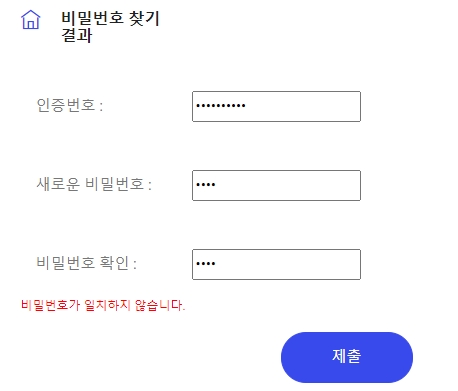 비밀번호 찾기
결과
인증번호 :
새로운 비밀번호 :
비밀번호 확인 :
비밀번호가 일치하지 않습니다.
제출